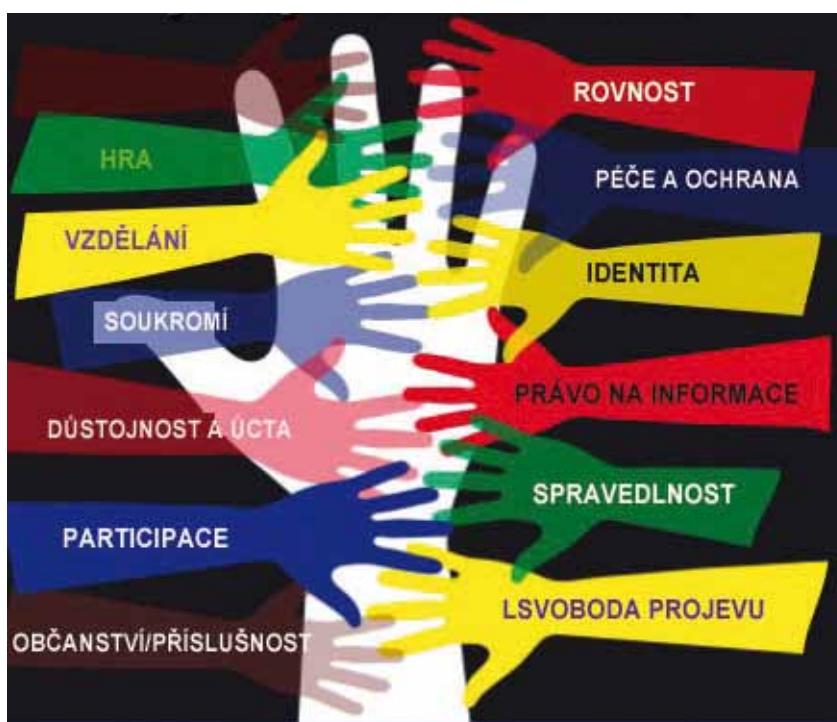 ROVNOST
HRA
PÉČE A OCHRANA
VZDĚLÁNÍ
IDENTITA
SOUKROMÍ
PRÁVO NA INFORMACE
DŮSTOJNOST A ÚCTA
SPRAVEDLNOST
PARTICIPACE
LSVOBODA PROJEVU
OBČANSTVÍ/PŘÍSLUŠNOST